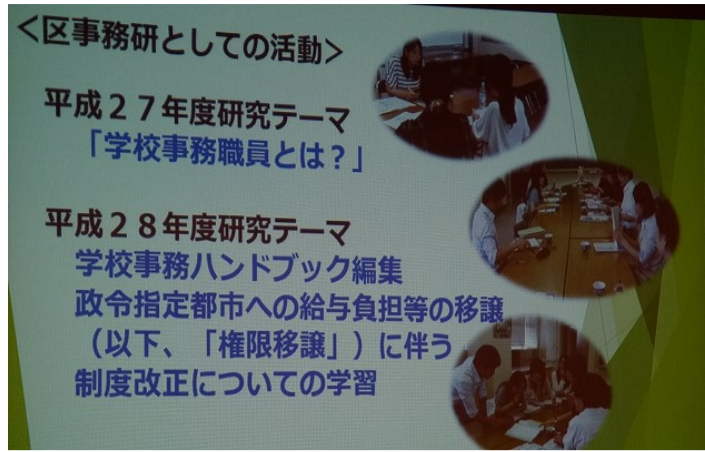 ＜区事務研としての活動＞
平成２７年度研究テーマ
「学校事務職員とは？」
平成２８年度研究テーマ
学校事務ハンドブック編集
政令指定都市への給与負担等の移譲
（以下、「権限移譲」）に伴う
制度改正についての学習